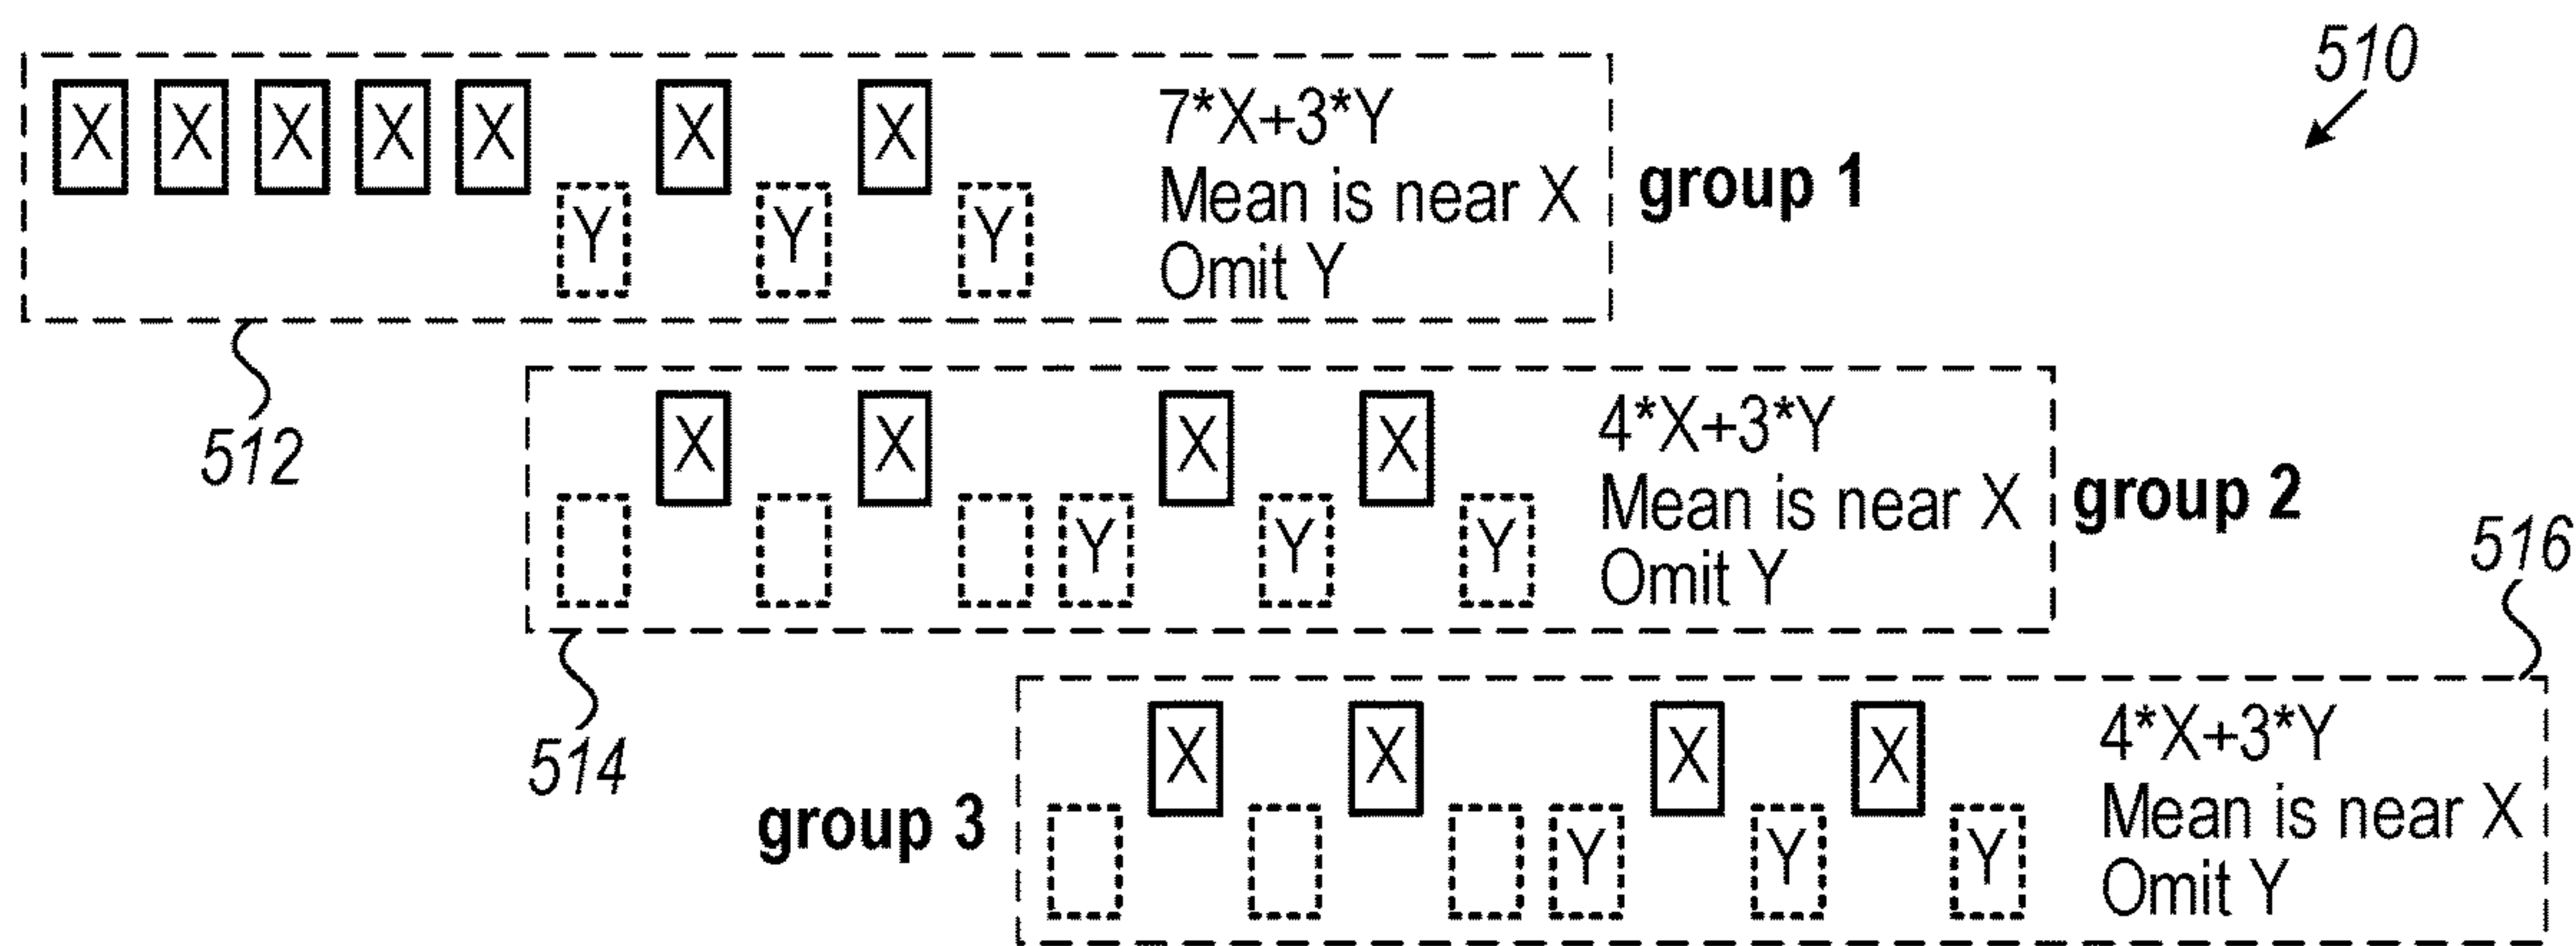 510
X X X X X X X
Y Y Y
7*X+3*Y
Mean is near X
Omit Y
group 1
512
X X X X
Y Y Y
4*X+3*Y
Mean is near X
Omit Y
group 2
514
516
group 3
X X X X
Y Y Y
4*X+3*Y
Mean is near X
Omit Y